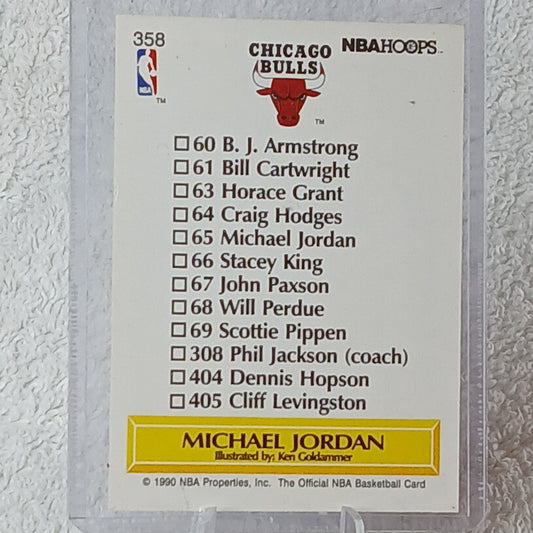 358
NBA
TM
CHICAGO
BULLS
TM
NBAHOOPS
TM
60 B. J. Armstrong
61 Bill Cartwright
63 Horace Grant
64 Craig Hodges
65 Michael Jordan
66 Stacey King
67 John Paxson
68 Will Perdue
69 Scottie Pippen
308 Phil Jackson (coach)
404 Dennis Hopson
405 Cliff Levingston
MICHAEL JORDAN
Illustrated by: Ken Goldammer
© 1990 NBA Properties, Inc. The Official NBA Basketball Card